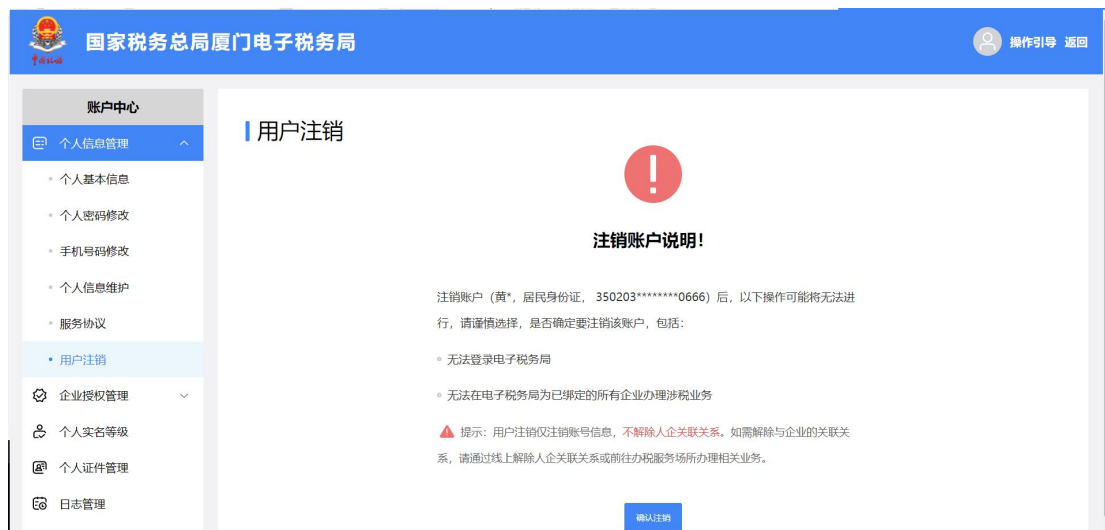 国家税务总局厦门电子税务局
操作引导 返回
账户中心
个人信息管理
个人基本信息
个人密码修改
手机号码修改
个人信息维护
服务协议
用户注销
企业授权管理
个人实名等级
个人证件管理
日志管理
用户注销
注销账户说明!
注销账户（黄*，居民身份证， 350203********0666）后，以下操作可能将无法进
行，请谨慎选择，是否确定要注销该账户，包括：
无法登录电子税务局
无法在电子税务局为已绑定的所有企业办理涉税业务
提示：用户注销仅注销账号信息，不解除人企关联关系。如需解除与企业的关联关
系，请通过线上解除人企关联关系或前往办税服务场所办理相关业务。
确认注销